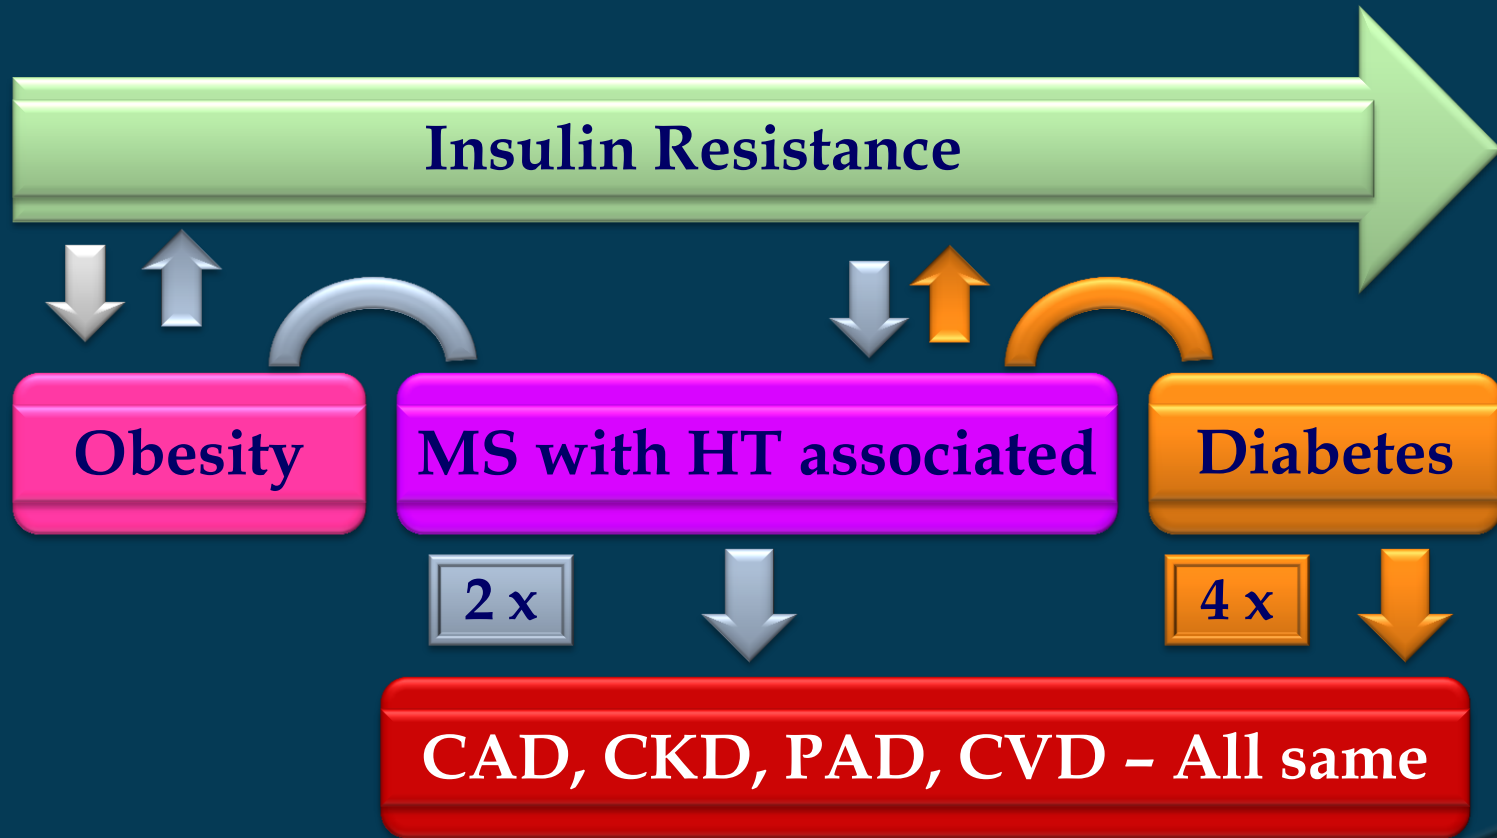 Insulin Resistance
Obesity
MS with HT associated
Diabetes
2 x
4 x
CAD, CKD, PAD, CVD – All same